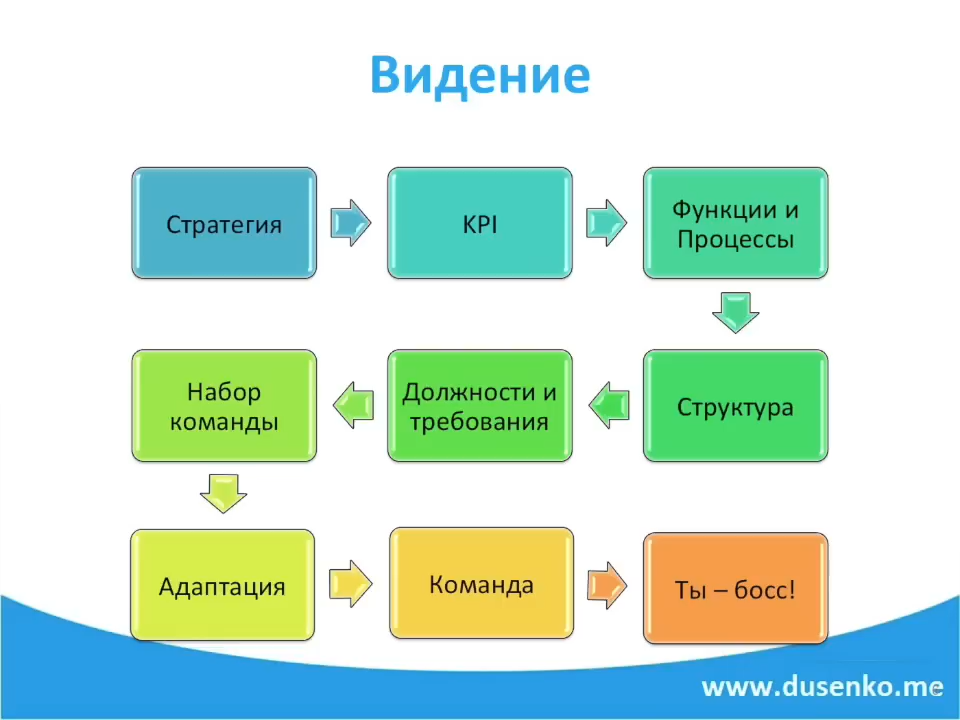 Видение
Стратегия
KPI
Функции и
Процессы
Набор
команды
Должности и
требования
Структура
Адаптация
Команда
Ты – босс!
www.dusenko.me